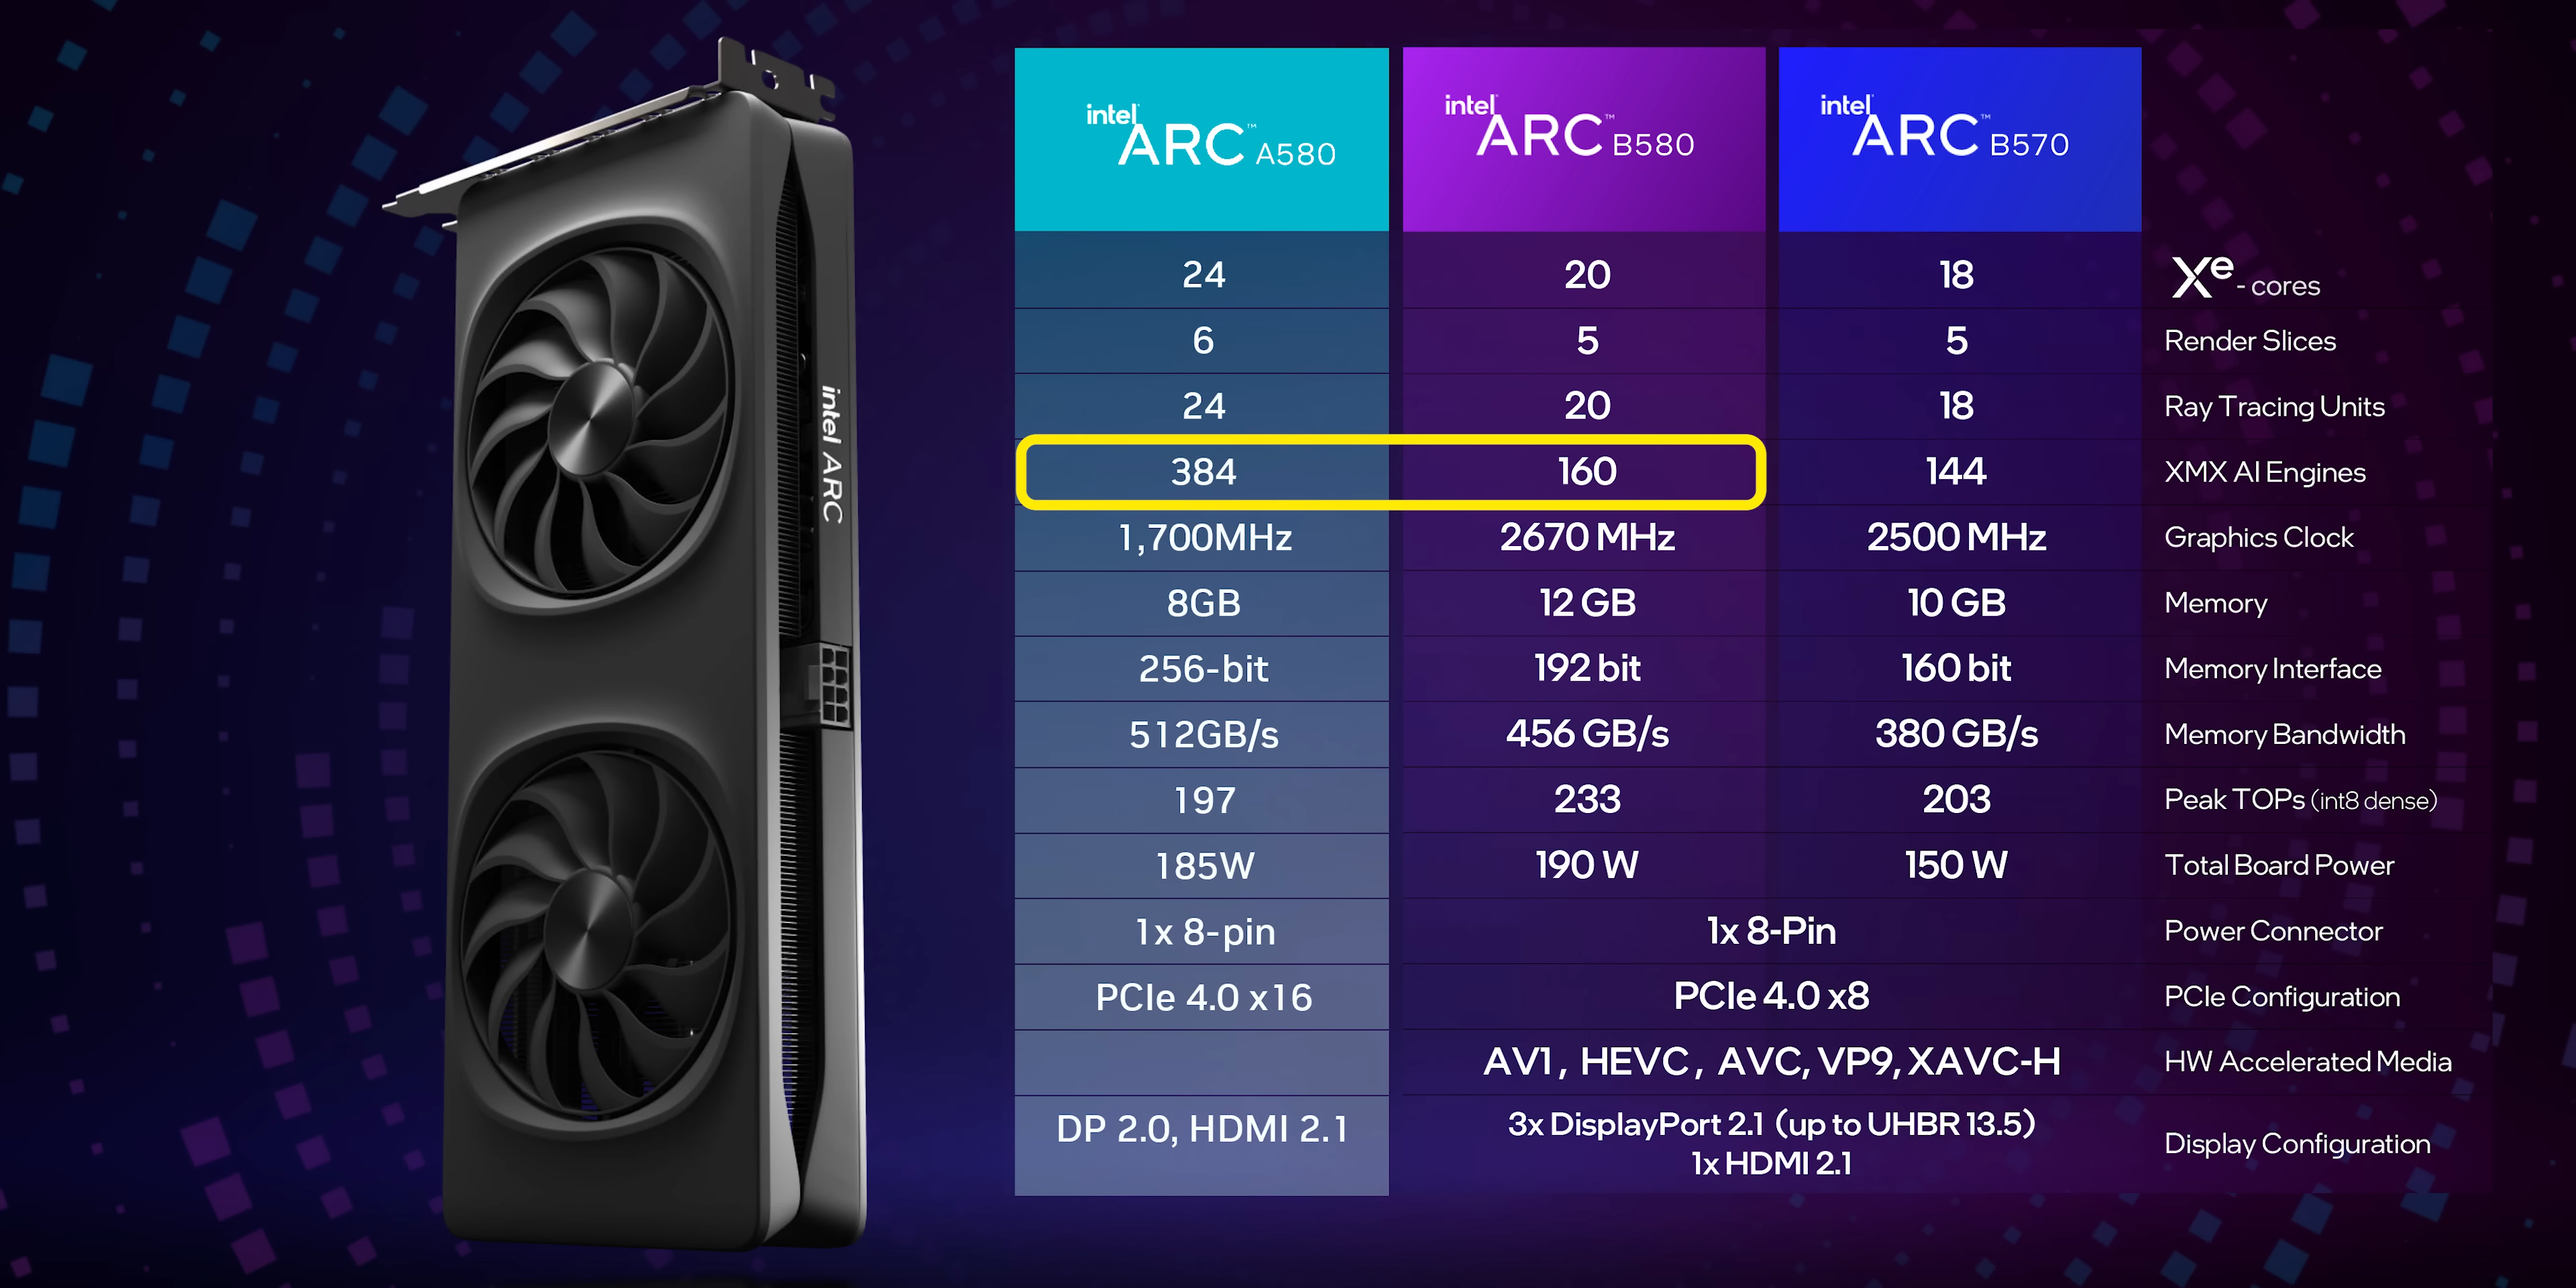 intel ARC
intel ARC™ A580
intel ARC™ B580
intel ARC™ B570
24 20 18 Xe - cores
6 5 5 Render Slices
24 20 18 Ray Tracing Units
384 160 144 XMX AI Engines
1,700MHz 2670 MHz 2500 MHz Graphics Clock
8GB 12 GB 10 GB Memory
256-bit 192 bit 160 bit Memory Interface
512GB/s 456 GB/s 380 GB/s Memory Bandwidth
197 233 203 Peak TOPs (int8 dense)
185W 190 W 150 W Total Board Power
1x 8-pin 1x 8-Pin Power Connector
PCIe 4.0 x16 PCIe 4.0 x8 PCIe Configuration
AV1, HEVC, AVC, VP9, XAVC-H HW Accelerated Media
DP 2.0, HDMI 2.1 3x DisplayPort 2.1 (up to UHBR 13.5)
1x HDMI 2.1 Display Configuration